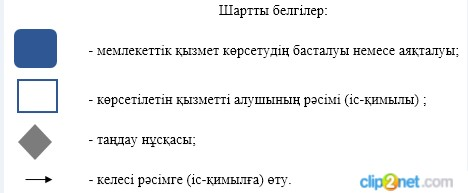 Шартты белгілер:
- мемлекеттік қызмет көрсетудің басталуы немесе аяқталуы;
- көрсетілетін қызметті алушының рәсімі (іс-қимылы) ;
- таңдау нұсқасы;
- келесі рәсімге (іс-қимылға) өту.
clip2net.com